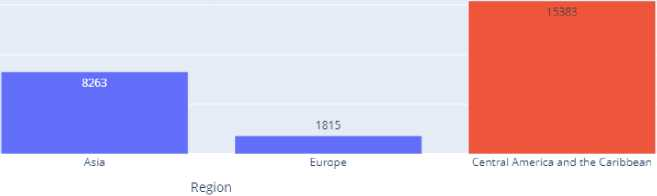 15383
8263
1815
Asia Europe Central America and the Caribbean
Region